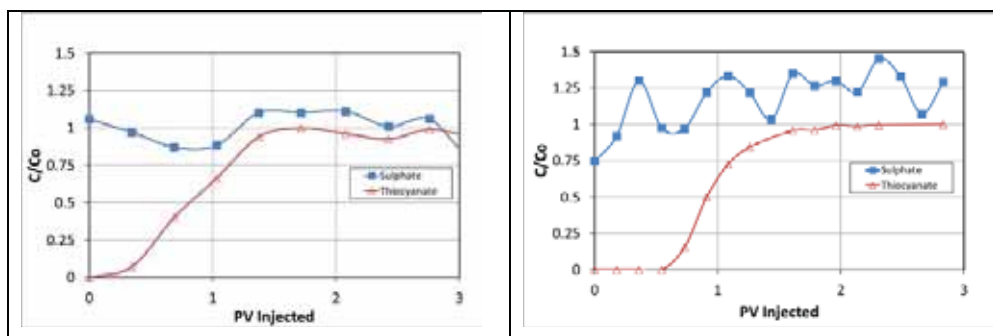 1.5
1.25
1
0.75
0.5
0.25
0
C/Co
Sulphate
Thiocyanate
0 1 2 3
PV Injected
1.5
1.25
1
0.75
0.5
0.25
0
C/Co
Sulphate
Thiocyanate
0 1 2 3
PV Injected